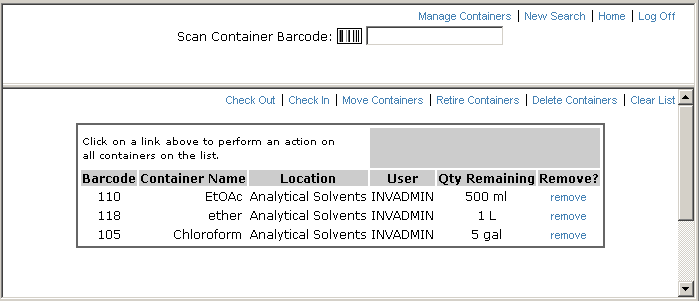 Manage Containers | New Search | Home | Log Off
Scan Container Barcode:
Check Out | Check In | Move Containers | Retire Containers | Delete Containers | Clear List
Click on a link above to perform an action on
all containers on the list.
Barcode Container Name Location User Qty Remaining Remove?
110 EtOAc Analytical Solvents INVADMIN 500 ml remove
118 ether Analytical Solvents INVADMIN 1 L remove
105 Chloroform Analytical Solvents INVADMIN 5 gal remove